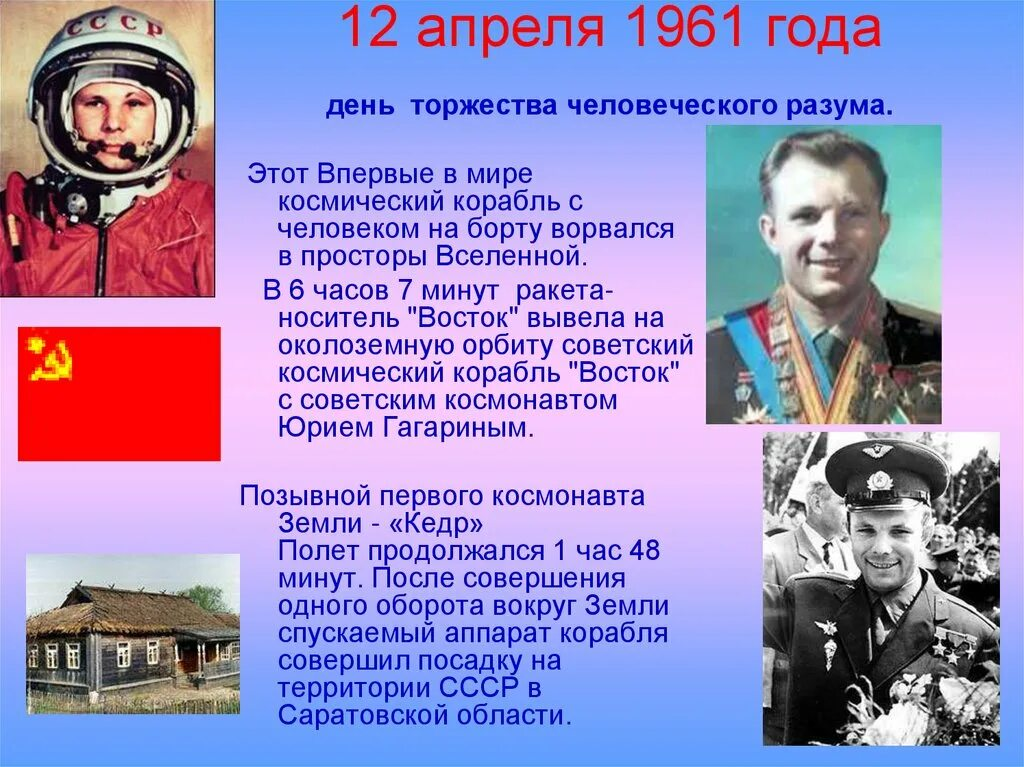 СССР
12 апреля 1961 года
день торжества человеческого разума.
Этот Впервые в мире
космический корабль с
человеком на борту ворвался
в просторы Вселенной.
В 6 часов 7 минут ракета-
носитель "Восток" вывела на
околоземную орбиту советский
космический корабль "Восток"
с советским космонавтом
Юрием Гагариным.
Позывной первого космонавта
Земли - «Кедр»
Полет продолжался 1 час 48
минут. После совершения
одного оборота вокруг Земли
спускаемый аппарат корабля
совершил посадку на
территории СССР в
Саратовской области.